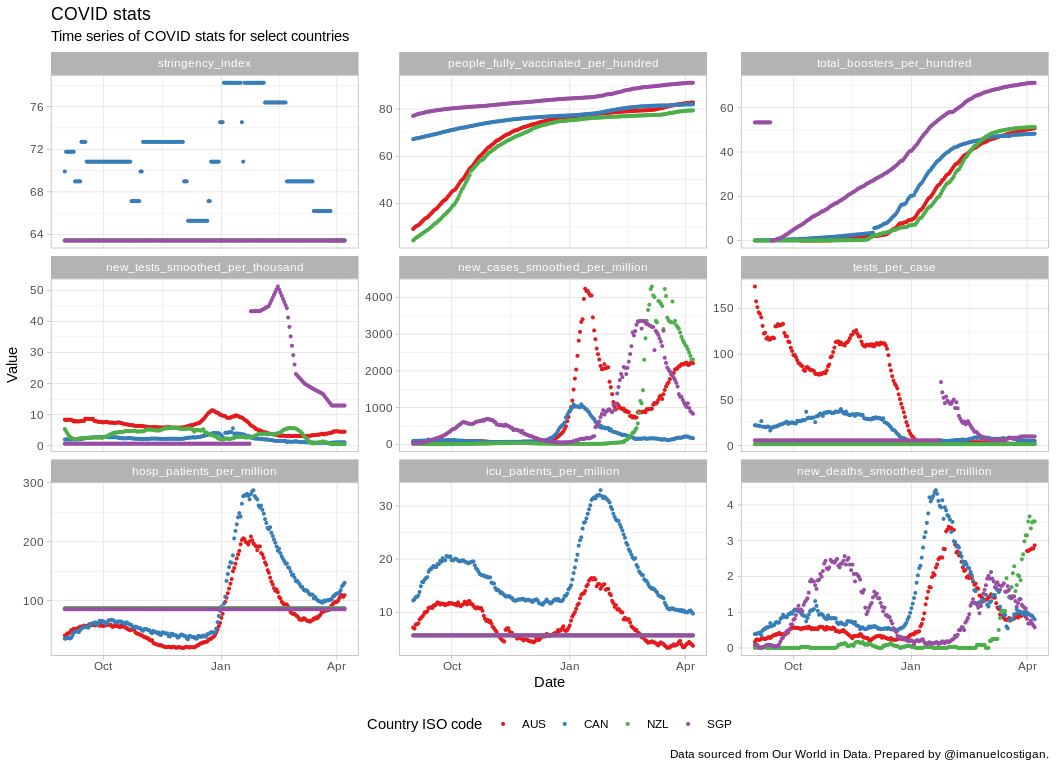 COVID stats
Time series of COVID stats for select countries
stringency_index
people_fully_vaccinated_per_hundred
total_boosters_per_hundred
76
72
68
64
80
60
40
60
40
20
0
new_tests_smoothed_per_thousand
new_cases_smoothed_per_million
tests_per_case
50
40
30
20
10
0
4000
3000
2000
1000
0
150
100
50
0
Value
hosp_patients_per_million
icu_patients_per_million
new_deaths_smoothed_per_million
300
200
100
30
20
10
4
3
2
1
0
Oct Jan Apr
Oct Jan Apr
Oct Jan Apr
Date
Country ISO code AUS CAN NZL SGP
Data sourced from Our World in Data. Prepared by @imanuelcostigan.